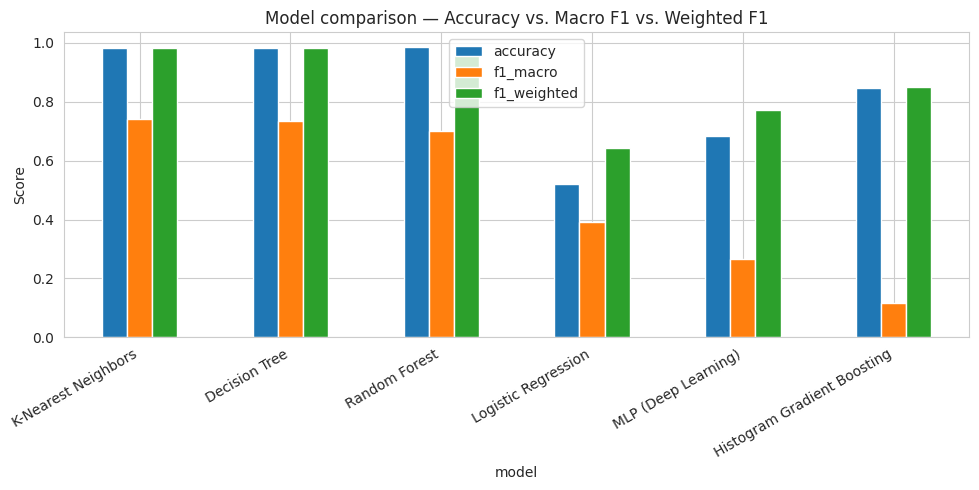 Model comparison — Accuracy vs. Macro F1 vs. Weighted F1
accuracy
f1_macro
f1_weighted
Score
1.0
0.8
0.6
0.4
0.2
0.0
K-Nearest Neighbors
Decision Tree
Random Forest
Logistic Regression
MLP (Deep Learning)
Histogram Gradient Boosting
model